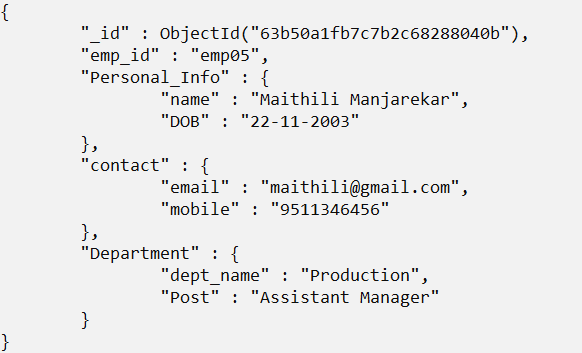 {
"_id" : ObjectId("63b50a1fb7c7b2c68288040b"),
"emp_id" : "emp05",
"Personal_Info" : {
"name" : "Maithili Manjarekar",
"DOB" : "22-11-2003"
},
"contact" : {
"email" : "maithili@gmail.com",
"mobile" : "9511346456"
},
"Department" : {
"dept_name" : "Production",
"Post" : "Assistant Manager"
}
}